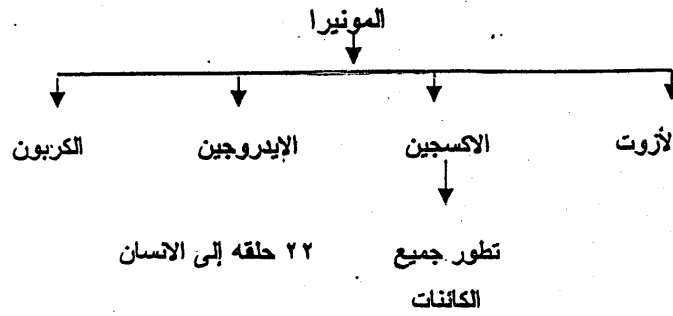 المونيرا
لأزوت الاكسجين الإيدروجين الكربون
تطور جميع ٢٢ حلقه إلى الانسان
الكائنات